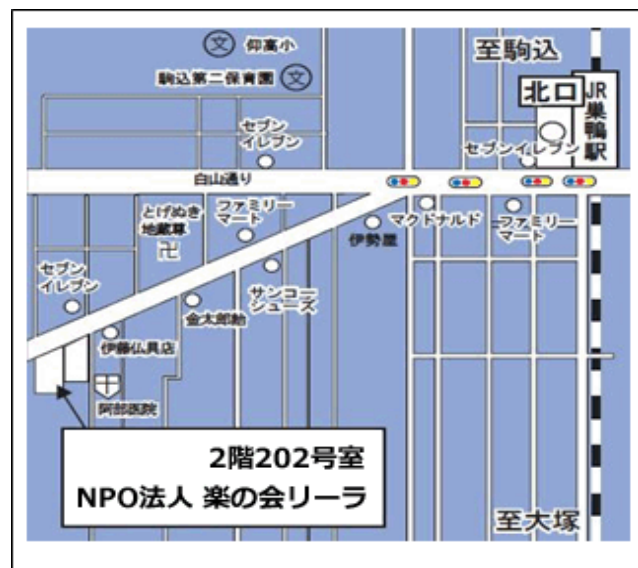 文 仰高小
駒込第二保育園 文
至駒込
北口
JR巣鴨駅
セブン
イレブン
セブンイレブン
白山通り
とげぬき
地蔵尊
卍
ファミリー
マート
マクドナルド
ファミリー
マート
伊勢屋
セブン
イレブン
サンコー
シューズ
金太郎飴
伊藤仏具店
阿部医院
2階202号室
NPO法人 楽の会リーラ
至大塚